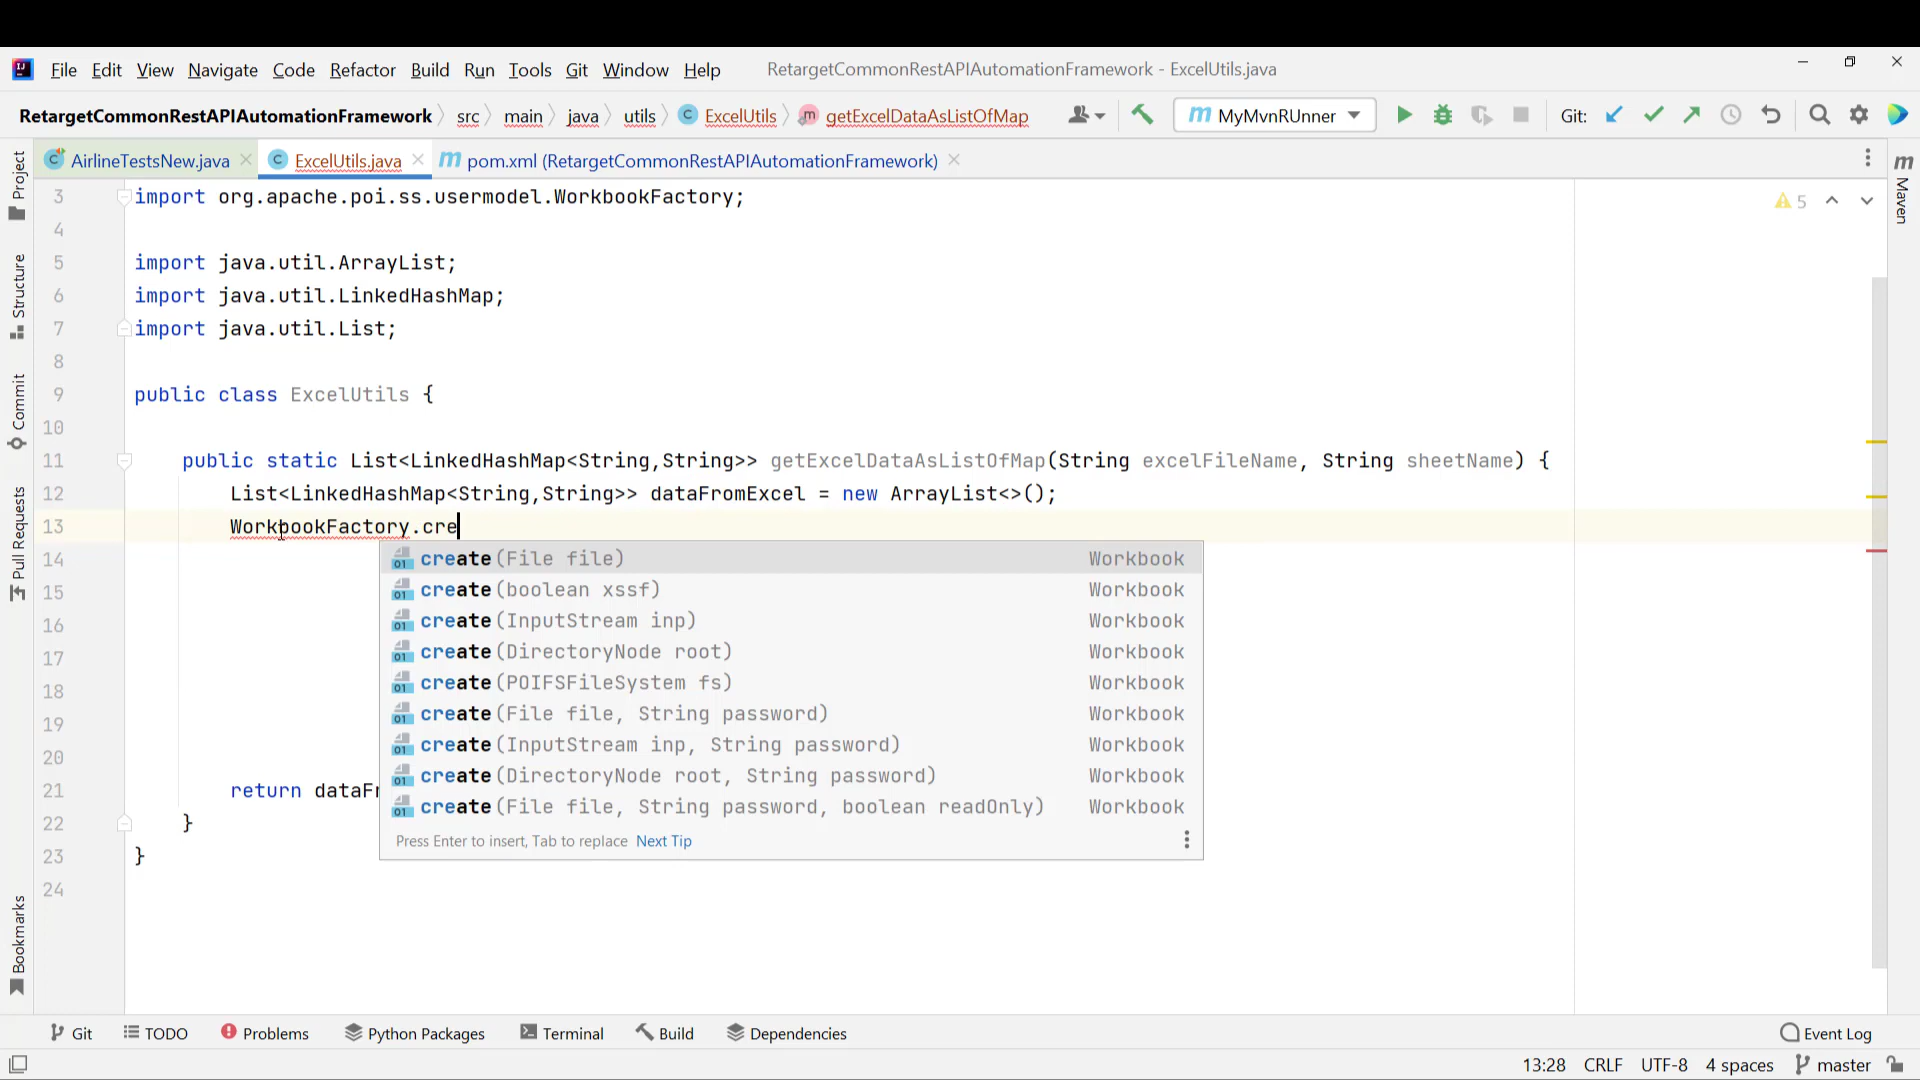 File Edit View Navigate Code Refactor Build Run Tools Git Window Help RetargetCommonRestAPIAutomationFramework - ExcelUtils.java
RetargetCommonRestAPIAutomationFramework src main java utils ExcelUtils getExcelDataAsListOfMap MyMvnRUnner Git:
AirlineTestsNew.java ExcelUtils.java pom.xml (RetargetCommonRestAPIAutomationFramework)
Project
Structure
Commit
Pull Requests
Bookmarks
Maven
5
3 import org.apache.poi.ss.usermodel.WorkbookFactory;
4
5 import java.util.ArrayList;
6 import java.util.LinkedHashMap;
7 import java.util.List;
8
9 public class ExcelUtils {
10
11 public static List<LinkedHashMap<String,String>> getExcelDataAsListOfMap(String excelFileName, String sheetName) {
12 List<LinkedHashMap<String,String>> dataFromExcel = new ArrayList<>();
13 WorkbookFactory.cre
14
15
16
17
18
19
20
21 return dataFr
22 }
23 }
24
create(File file) Workbook
create(boolean xssf) Workbook
create(InputStream inp) Workbook
create(DirectoryNode root) Workbook
create(POIFSFileSystem fs) Workbook
create(File file, String password) Workbook
create(InputStream inp, String password) Workbook
create(DirectoryNode root, String password) Workbook
create(File file, String password, boolean readOnly) Workbook
Press Enter to insert, Tab to replace Next Tip
Git TODO Problems Python Packages Terminal Build Dependencies Event Log
13:28 CRLF UTF-8 4 spaces master